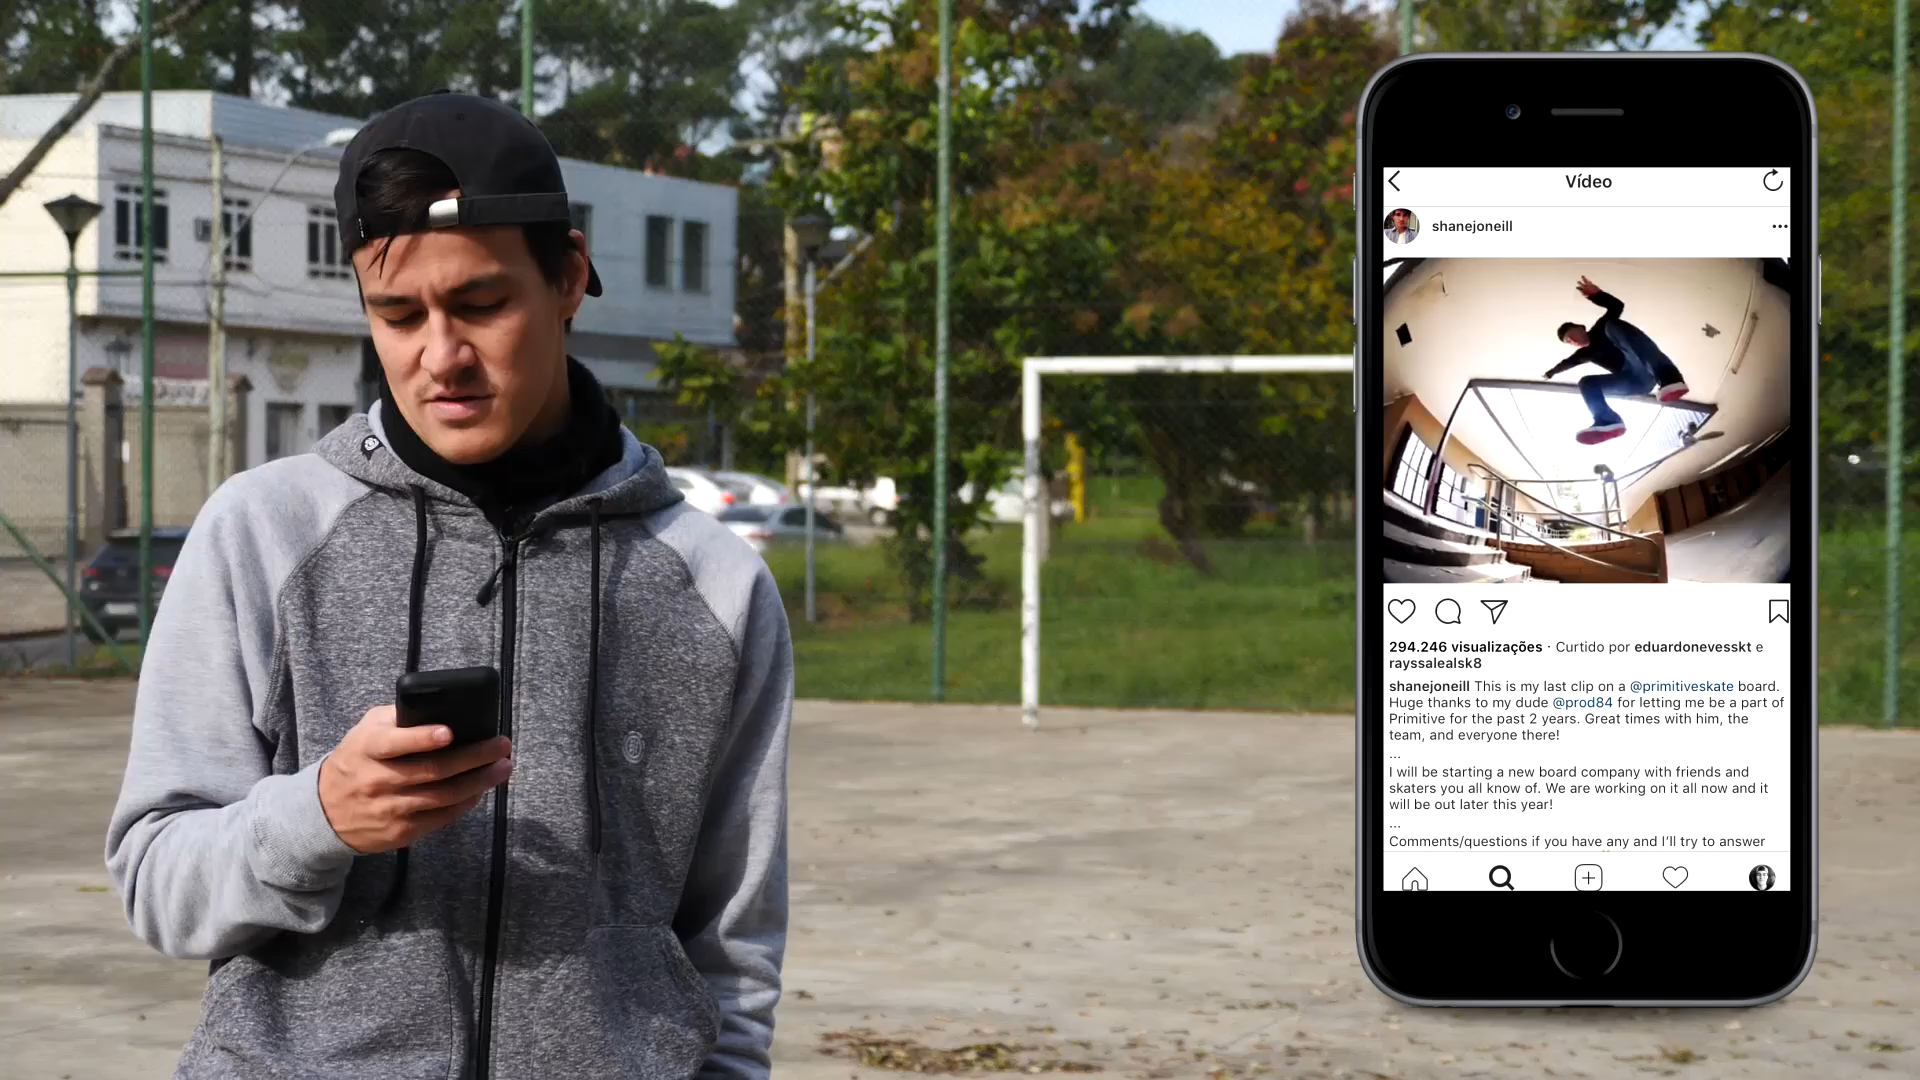 Vídeo
shanejoneill
294.246 visualizações · Curtido por eduardonevesskt e
rayssalealsk8
shanejoneill This is my last clip on a @primitiveskate board.
Huge thanks to my dude @prod84 for letting me be a part of
Primitive for the past 2 years. Great times with him, the
team, and everyone there!
...
I will be starting a new board company with friends and
skaters you all know of. We are working on it all now and it
will be out later this year!
...
Comments/questions if you have any and I'll try to answer